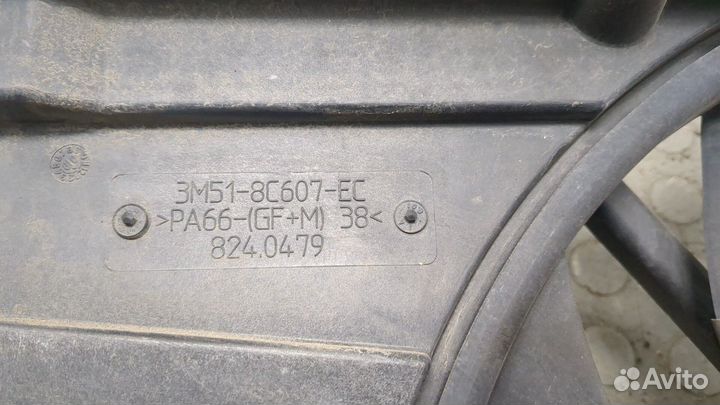 3M51-8C607-EC
>PA66-(GF+M) 38<
824.0479
Avito